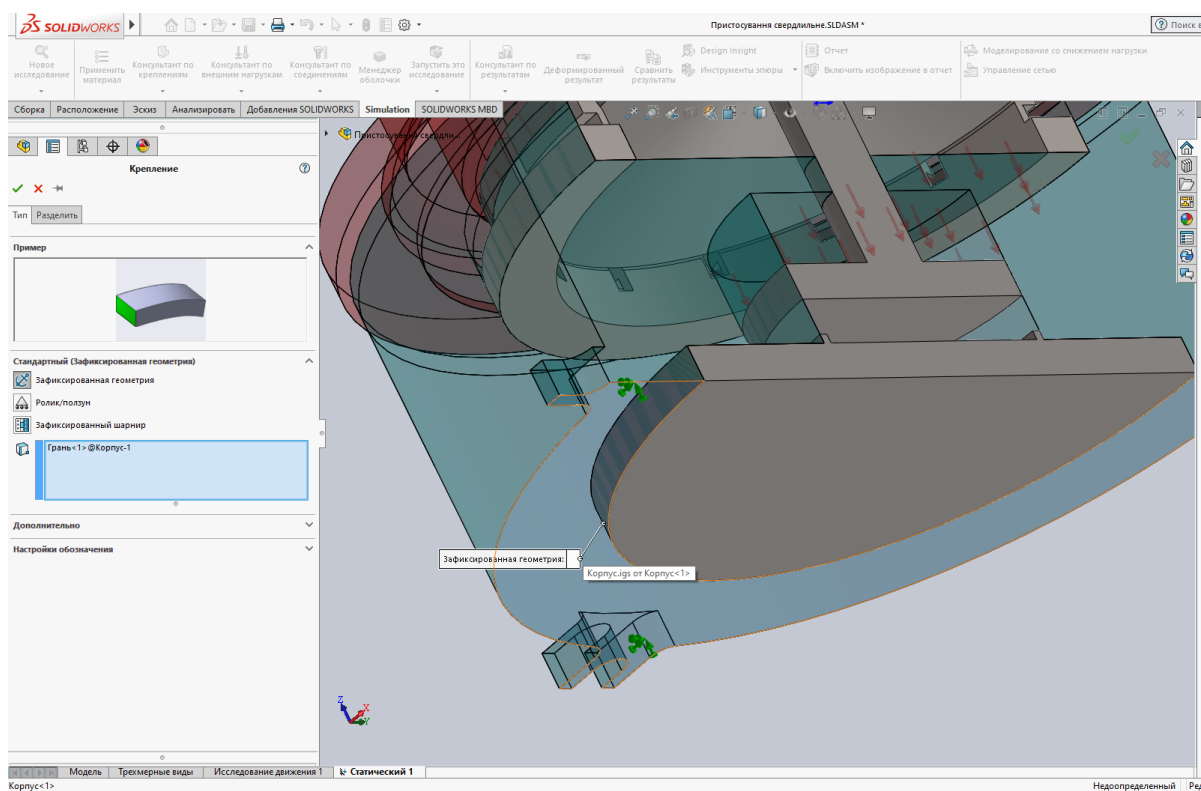 SOLIDWORKS
Пристосування свердлильне.SLDASM *
Поиск в
Новое исследование
Применить материал
Консультант по креплениям
Консультант по внешним нагрузкам
Консультант по соединениям
Менеджер оболочки
Запустить это исследование
Консультант по результатам
Деформированный результат
Сравнить результаты
Design Insight
Инструменты эпюры
Отчет
Включить изображение в отчет
Моделирование со снижением нагрузки
Управление сетью
Сборка Расположение Эскиз Анализировать Добавления SOLIDWORKS Simulation SOLIDWORKS MBD
Пристосування свердли...
Крепление
Тип Разделить
Пример
Стандартный (Зафиксированная геометрия)
Зафиксированная геометрия
Ролик/ползун
Зафиксированный шарнир
Грань<1>@Корпус-1
Дополнительно
Настройки обозначения
Зафиксированная геометрия:
Корпус.igs от Корпус<1>
Z
X
Y
Модель Трехмерные виды Исследование движения 1 Статический 1
Корпус<1>
Недоопределенный Ред